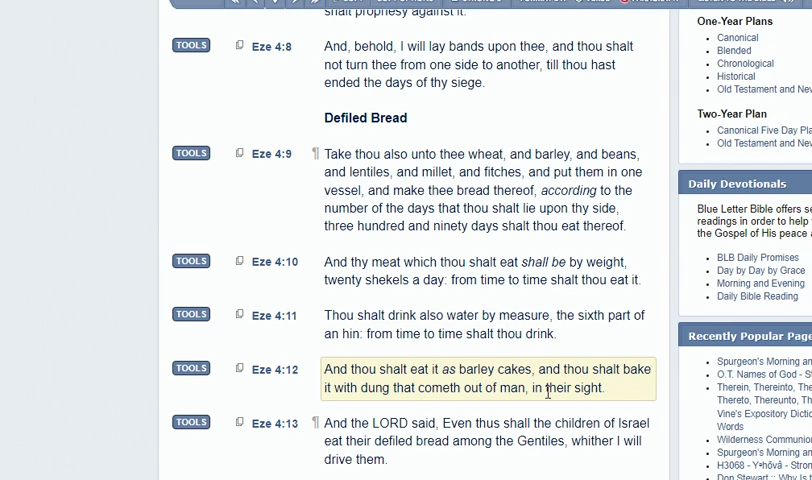 shalt prophesy against it.
TOOLS Eze 4:8 And, behold, I will lay bands upon thee, and thou shalt
not turn thee from one side to another, till thou hast
ended the days of thy siege.
Defiled Bread
TOOLS Eze 4:9 ¶ Take thou also unto thee wheat, and barley, and beans,
and lentiles, and millet, and fitches, and put them in one
vessel, and make thee bread thereof, according to the
number of the days that thou shalt lie upon thy side,
three hundred and ninety days shalt thou eat thereof.
TOOLS Eze 4:10 And thy meat which thou shalt eat shall be by weight,
twenty shekels a day: from time to time shalt thou eat it.
TOOLS Eze 4:11 Thou shalt drink also water by measure, the sixth part of
an hin: from time to time shalt thou drink.
TOOLS Eze 4:12 And thou shalt eat it as barley cakes, and thou shalt bake
it with dung that cometh out of man, in their sight.
TOOLS Eze 4:13 ¶ And the LORD said, Even thus shall the children of Israel
eat their defiled bread among the Gentiles, whither I will
drive them.
One-Year Plans
Canonical
Blended
Chronological
Historical
Old Testament and Ne
Two-Year Plan
Canonical Five Day Pla
Old Testament and Ne
Daily Devotionals
Blue Letter Bible offers se
readings in order to help
the Gospel of His peace
BLB Daily Promises
Day by Day by Grace
Morning and Evening
Daily Bible Reading
Recently Popular Page
Spurgeon's Morning an
O.T. Names of God - S
Therein, Thereinto, The
Thereto, Thereunto, Th
Vine's Expository Dictio
Words
Wilderness Communio
Spurgeon's Morning an
H3068 - Yᵊhōvâ - Str
Don Stewart :: Why Is t